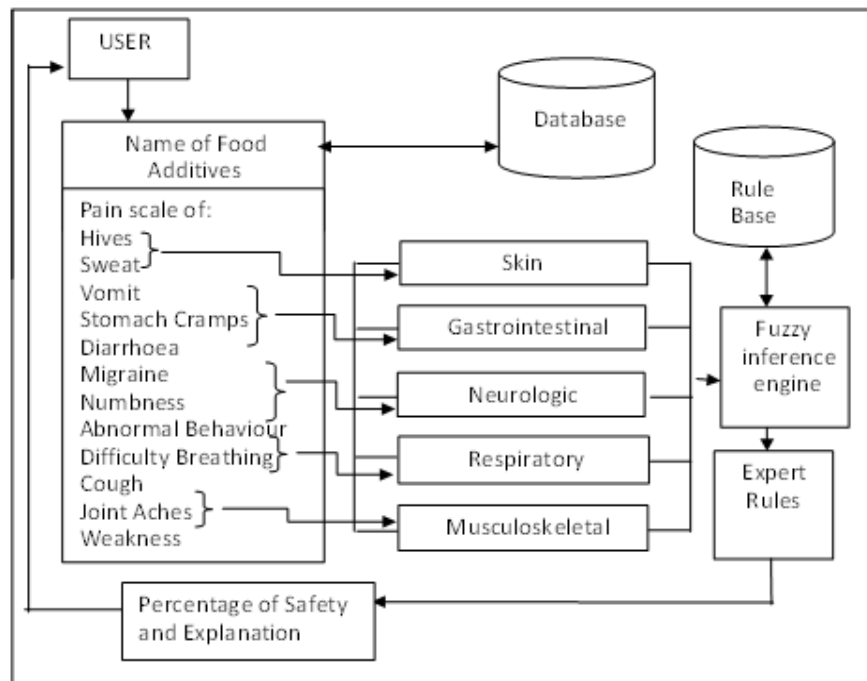 USER
Name of Food
Additives
Database
Rule
Base
Pain scale of:
Hives
Sweat
Vomit
Stomach Cramps
Diarrhoea
Migraine
Numbness
Abnormal Behaviour
Difficulty Breathing
Cough
Joint Aches
Weakness
Skin
Gastrointestinal
Neurologic
Respiratory
Musculoskeletal
Fuzzy
inference
engine
Expert
Rules
Percentage of Safety
and Explanation